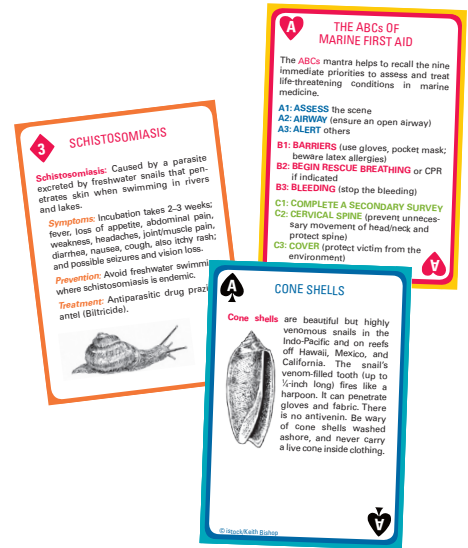 A
THE ABCs OF
MARINE FIRST AID
The ABCs mantra helps to recall the nine
immediate priorities to assess and treat
life-threatening conditions in marine
medicine.
A1: ASSESS the scene
A2: AIRWAY (ensure an open airway)
A3: ALERT others
B1: BARRIERS (use gloves, pocket mask;
beware latex allergies)
B2: BEGIN RESCUE BREATHING or CPR
if indicated
B3: BLEEDING (stop the bleeding)
C1: COMPLETE A SECONDARY SURVEY
C2: CERVICAL SPINE (prevent unneces-
sary movement of head/neck and
protect spine)
C3: COVER (protect victim from the
environment)
A
3
SCHISTOSOMIASIS
Schistosomiasis: Caused by a parasite
excreted by freshwater snails that pen-
etrates skin when swimming in rivers
and lakes.
Symptoms: Incubation takes 2–3 weeks;
fever, loss of appetite, abdominal pain,
weakness, headaches, joint/muscle pain,
diarrhea, nausea, cough, also itchy rash;
and possible seizures and vision loss.
Prevention: Avoid freshwater swimmi
where schistosomiasis is endemic.
Treatment: Antiparasitic drug prazi
antel (Biltricide).
A
CONE SHELLS
Cone shells are beautiful but highly
venomous snails in the
Indo-Pacific and on reefs
off Hawaii, Mexico, and
California. The snail's
venom-filled tooth (up to
¼-inch long) fires like a
harpoon. It can penetrate
gloves and fabric. There
is no antivenin. Be wary
of cone shells washed
ashore, and never carry
a live cone inside clothing.
A
© istock/Keith Bishop